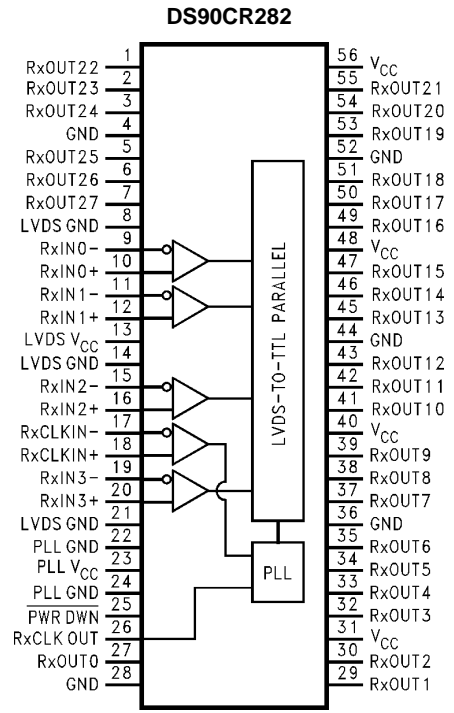 DS90CR282
RxOUT22 1
RxOUT23 2
RxOUT24 3
GND 4
RxOUT25 5
RxOUT26 6
RxOUT27 7
LVDS GND 8
RxIN0- 9
RxIN0+ 10
RxIN1- 11
RxIN1+ 12
LVDS VCC 13
LVDS GND 14
RxIN2- 15
RxIN2+ 16
RxCLKIN- 17
RxCLKIN+ 18
RxIN3- 19
RxIN3+ 20
LVDS GND 21
PLL GND 22
PLL VCC 23
PLL GND 24
PWR DWN 25
RxCLK OUT 26
RxOUT0 27
GND 28
LVDS-TO-TTL PARALLEL
PLL
56 VCC
55 RxOUT21
54 RxOUT20
53 RxOUT19
52 GND
51 RxOUT18
50 RxOUT17
49 RxOUT16
48 VCC
47 RxOUT15
46 RxOUT14
45 RxOUT13
44 GND
43 RxOUT12
42 RxOUT11
41 RxOUT10
40 VCC
39 RxOUT9
38 RxOUT8
37 RxOUT7
36 GND
35 RxOUT6
34 RxOUT5
33 RxOUT4
32 RxOUT3
31 VCC
30 RxOUT2
29 RxOUT1